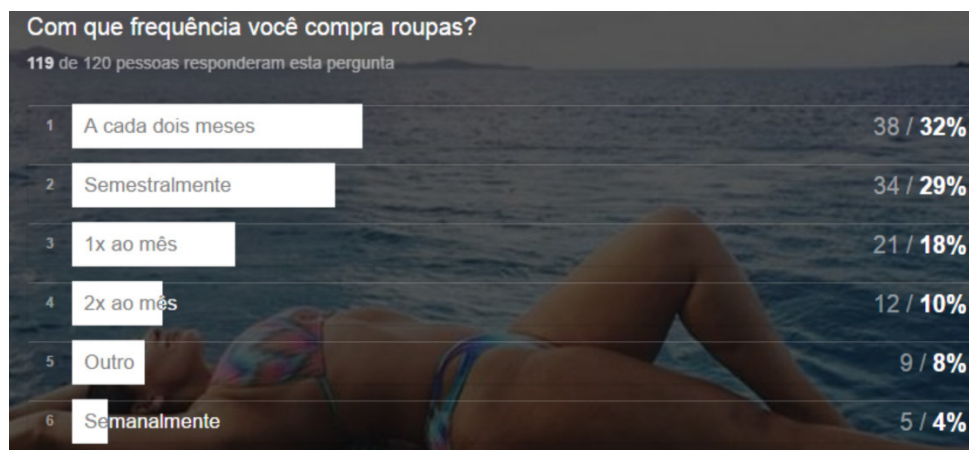 Com que frequência você compra roupas?
119 de 120 pessoas responderam esta pergunta
1 A cada dois meses 38 / 32%
2 Semestralmente 34 / 29%
3 1x ao mês 21 / 18%
4 2x ao mês 12 / 10%
5 Outro 9 / 8%
6 Semanalmente 5 / 4%